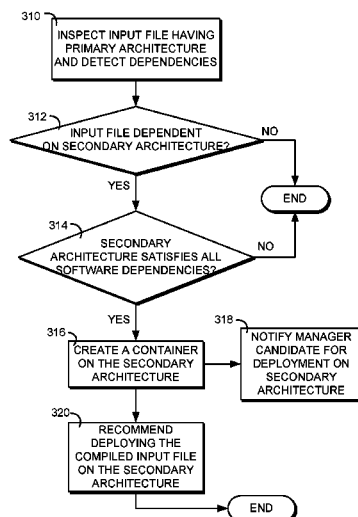 310
INSPECT INPUT FILE HAVING
PRIMARY ARCHITECTURE
AND DETECT DEPENDENCIES
312
INPUT FILE DEPENDENT
ON SECONDARY ARCHITECTURE?
NO
YES
END
314
SECONDARY
ARCHITECTURE SATISFIES ALL
SOFTWARE DEPENDENCIES?
NO
YES
316
CREATE A CONTAINER
ON THE SECONDARY
ARCHITECTURE
318
NOTIFY MANAGER
CANDIDATE FOR
DEPLOYMENT ON
SECONDARY
ARCHITECTURE
320
RECOMMEND
DEPLOYING THE
COMPILED INPUT FILE
ON THE SECONDARY
ARCHITECTURE
END